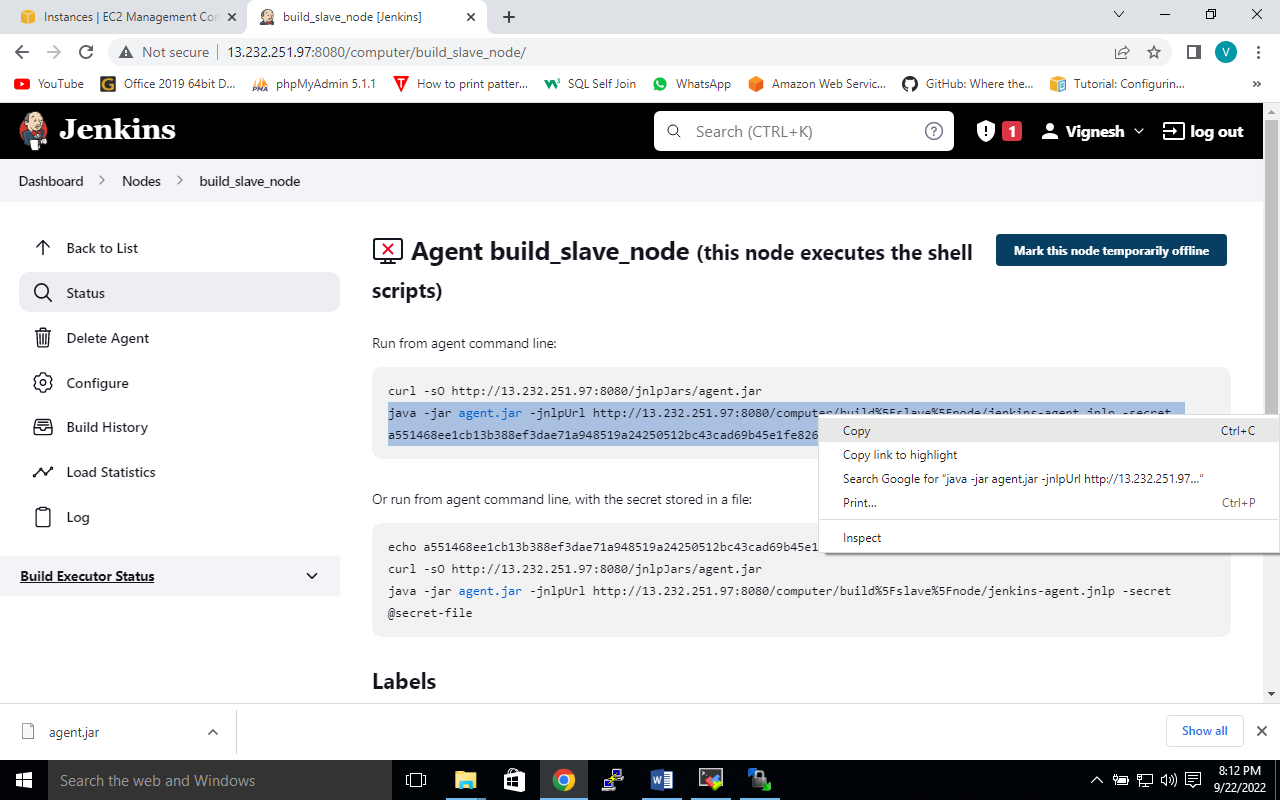 Instances | EC2 Management Con
build_slave_node [Jenkins]
Not secure
13.232.251.97:8080/computer/build_slave_node/
V
YouTube
Office 2019 64bit D...
phpMyAdmin 5.1.1
How to print patter...
SQL Self Join
WhatsApp
Amazon Web Servic...
GitHub: Where the...
Tutorial: Configurin...
»
Jenkins
Search (CTRL+K)
1
Vignesh
log out
Dashboard
Nodes
build_slave_node
Back to List
Status
Delete Agent
Configure
Build History
Load Statistics
Log
Build Executor Status
Agent build_slave_node (this node executes the shell
scripts)
Mark this node temporarily offline
Run from agent command line:
curl -sO http://13.232.251.97:8080/jnlpJars/agent.jar
java -jar agent.jar -jnlpUrl http://13.232.251.97:8080/computer/build%5Fslave%5Fnode/jenkins-agent.jnlp -secret
a551468ee1cb13b388ef3dae71a948519a24250512bc43cad69b45e1fe826
Copy Ctrl+C
Copy link to highlight
Search Google for “java -jar agent.jar -jnlpUrl http://13.232.251.97...”
Print... Ctrl+P
Inspect
Or run from agent command line, with the secret stored in a file:
echo a551468ee1cb13b388ef3dae71a948519a24250512bc43cad69b45e1
curl -sO http://13.232.251.97:8080/jnlpJars/agent.jar
java -jar agent.jar -jnlpUrl http://13.232.251.97:8080/computer/build%5Fslave%5Fnode/jenkins-agent.jnlp -secret
@secret-file
Labels
agent.jar
Show all
Search the web and Windows
8:12 PM
9/22/2022